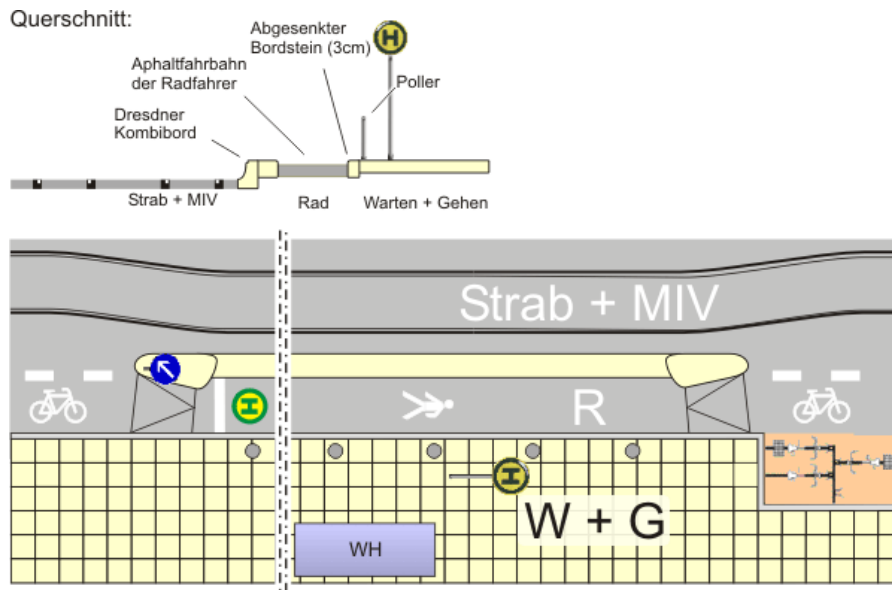 Querschnitt:
Abgesenkter
Bordstein (3cm)
H
Aphaltfahrbahn
der Radfahrer
Poller
Dresdner
Kombibord
Strab + MIV
Rad
Warten + Gehen
Strab + MIV
H
R
H
W + G
WH